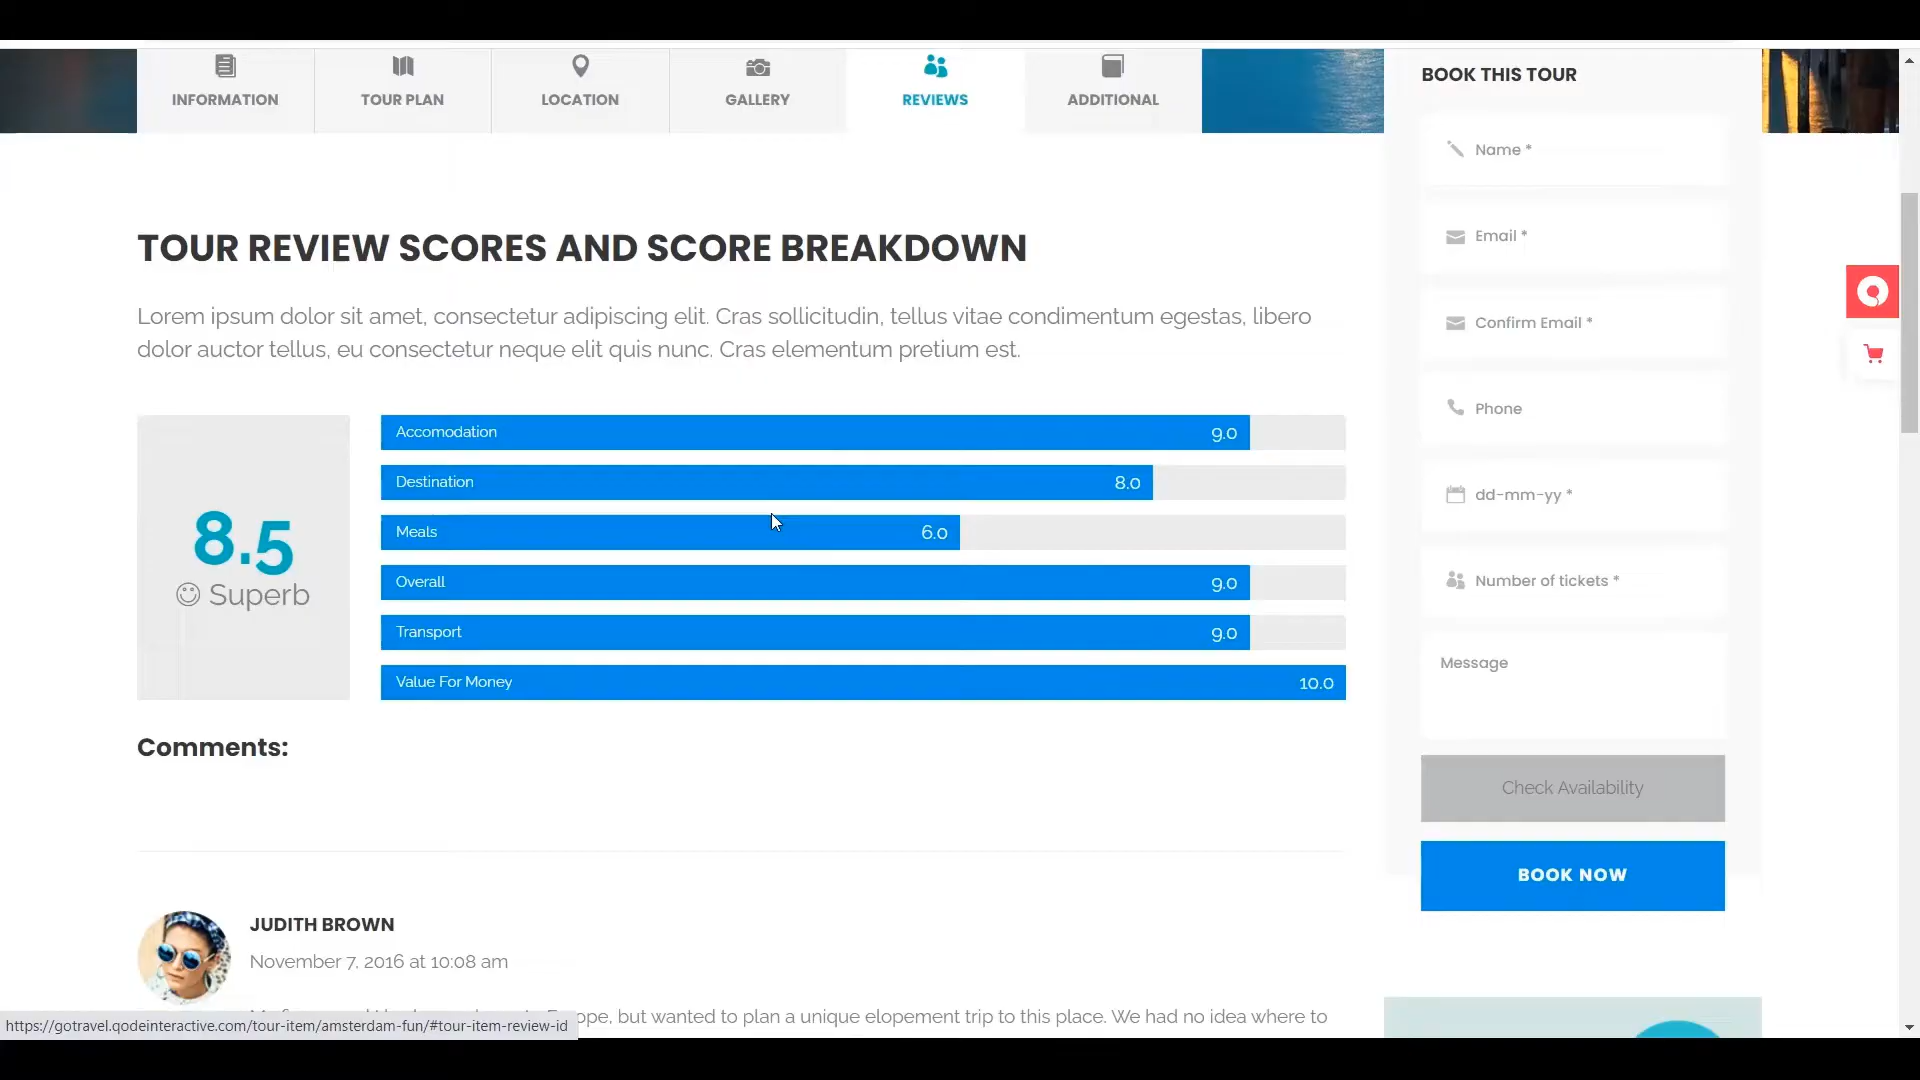 INFORMATION
TOUR PLAN
LOCATION
GALLERY
REVIEWS
ADDITIONAL
TOUR REVIEW SCORES AND SCORE BREAKDOWN
Lorem ipsum dolor sit amet, consectetur adipiscing elit. Cras sollicitudin, tellus vitae condimentum egestas, libero
dolor auctor tellus, eu consectetur neque elit quis nunc. Cras elementum pretium est.
8.5
Superb
Accomodation 9.0
Destination 8.0
Meals 6.0
Overall 9.0
Transport 9.0
Value For Money 10.0
Comments:
JUDITH BROWN
November 7, 2016 at 10:08 am
but wanted to plan a unique elopement trip to this place. We had no idea where to
https://gotravel.qodeinteractive.com/tour-item/amsterdam-fun/#tour-item-review-id
BOOK THIS TOUR
Name *
Email *
Confirm Email *
Phone
dd-mm-yy *
Number of tickets *
Message
Check Availability
BOOK NOW